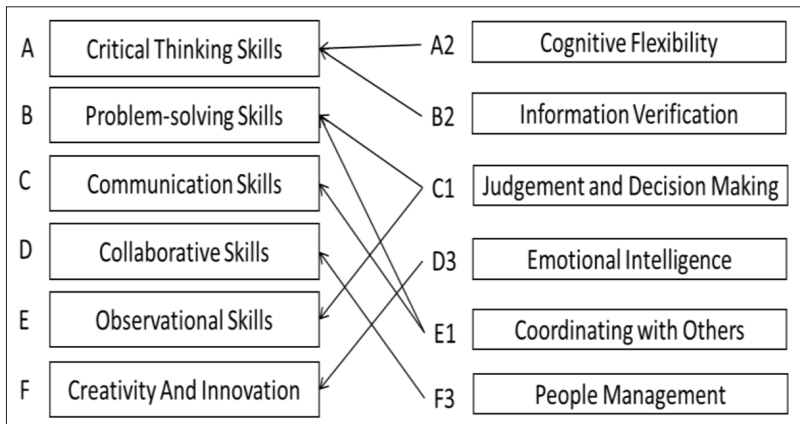 A Critical Thinking Skills A2 Cognitive Flexibility
B Problem-solving Skills B2 Information Verification
C Communication Skills C1 Judgement and Decision Making
D Collaborative Skills D3 Emotional Intelligence
E Observational Skills E1 Coordinating with Others
F Creativity And Innovation F3 People Management